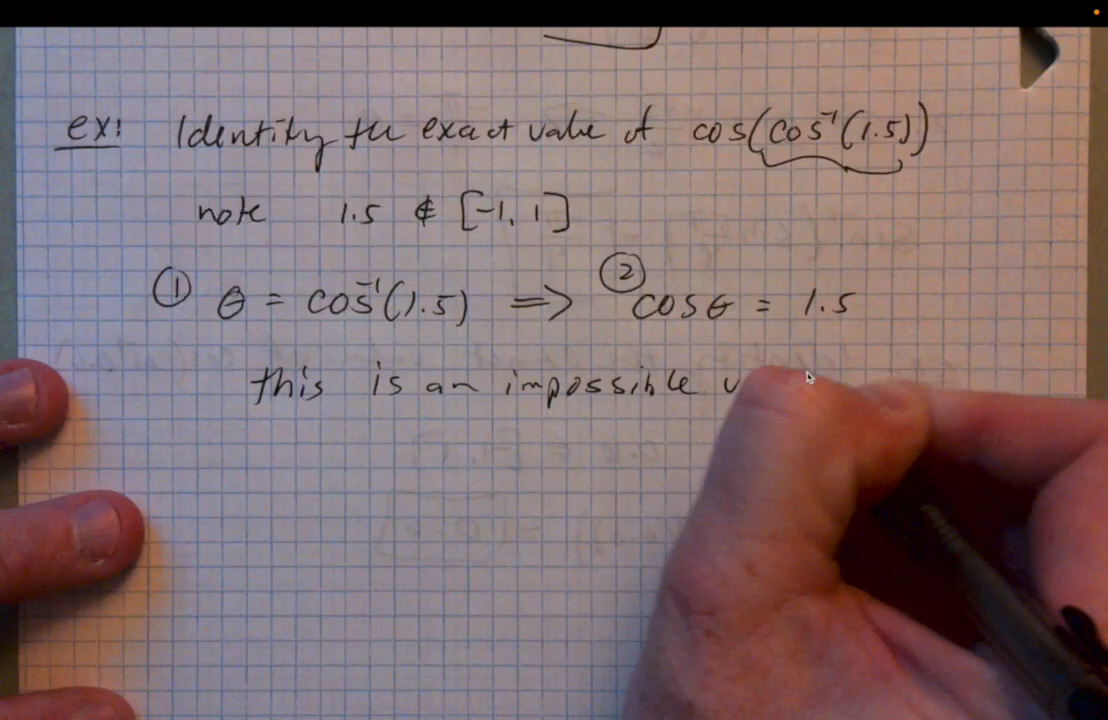 ex: Identify the exact value of cos(cos⁻¹(1.5))
note 1.5 ∉ [-1, 1]
① θ = cos⁻¹(1.5) ⟹ ② cosθ = 1.5
this is an impossible